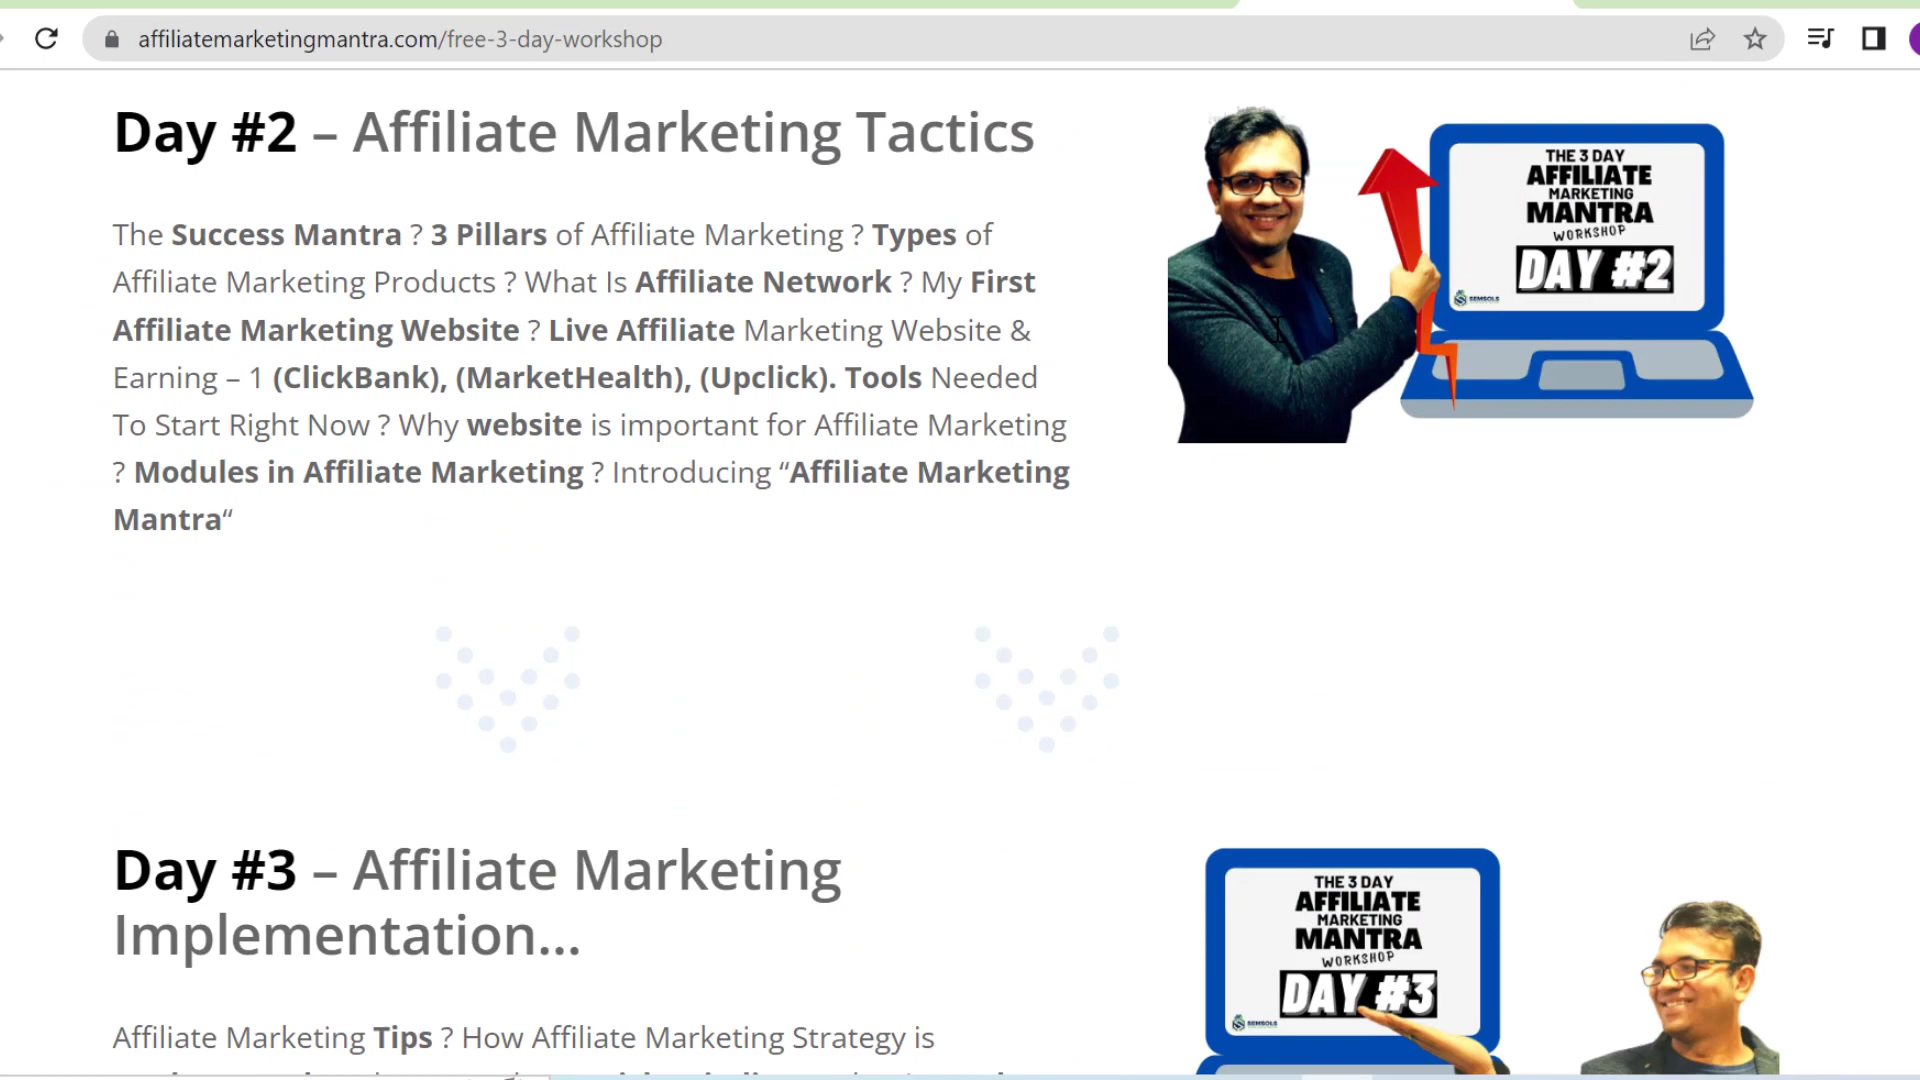 affiliatemarketingmantra.com/free-3-day-workshop
Day #2 – Affiliate Marketing Tactics
The Success Mantra ? 3 Pillars of Affiliate Marketing ? Types of
Affiliate Marketing Products ? What Is Affiliate Network ? My First
Affiliate Marketing Website ? Live Affiliate Marketing Website &
Earning – 1 (ClickBank), (MarketHealth), (Upclick). Tools Needed
To Start Right Now ? Why website is important for Affiliate Marketing
? Modules in Affiliate Marketing ? Introducing “Affiliate Marketing
Mantra“
THE 3 DAY
AFFILIATE
MARKETING
MANTRA
WORKSHOP
DAY #2
SEMSOLS
Day #3 – Affiliate Marketing
Implementation...
Affiliate Marketing Tips ? How Affiliate Marketing Strategy is
THE 3 DAY
AFFILIATE
MARKETING
MANTRA
WORKSHOP
DAY #3
SEMSOLS